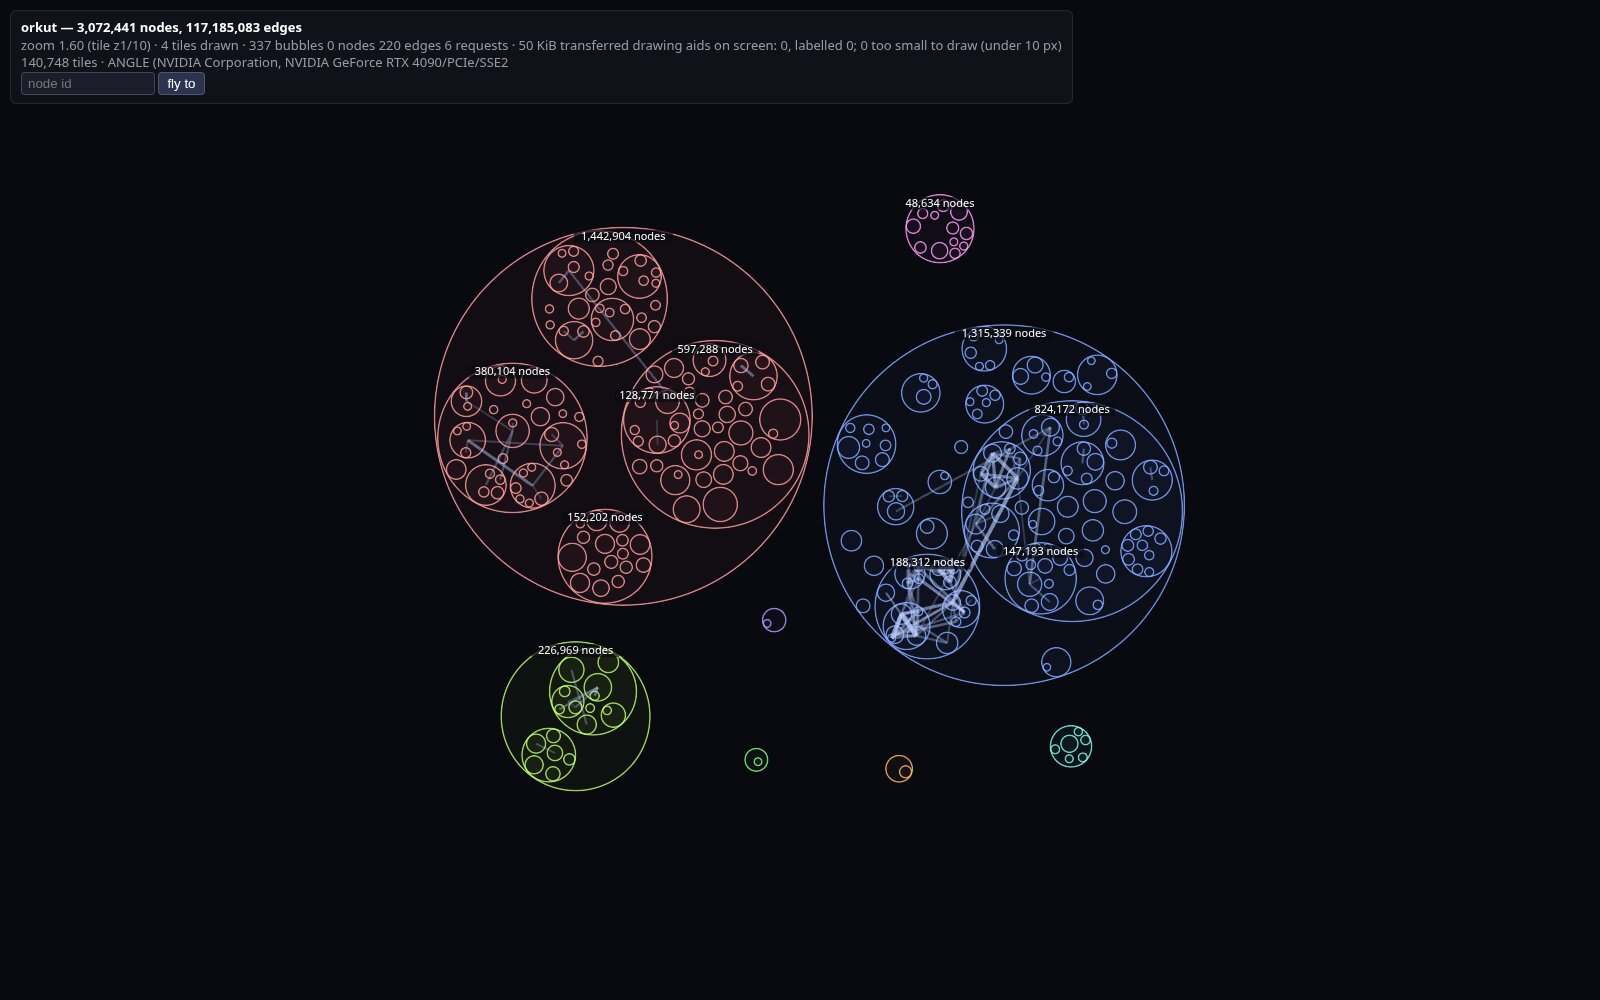 orkut — 3,072,441 nodes, 117,185,083 edges
zoom 1.60 (tile z1/10) · 4 tiles drawn · 337 bubbles 0 nodes 220 edges 6 requests · 50 KiB transferred drawing aids on screen: 0, labelled 0; 0 too small to draw (under 10 px)
140,748 tiles · ANGLE (NVIDIA Corporation, NVIDIA GeForce RTX 4090/PCIe/SSE2
node id fly to
48,634 nodes
1,442,904 nodes
1,315,339 nodes
597,288 nodes
380,104 nodes
128,771 nodes
824,172 nodes
152,202 nodes
147,193 nodes
188,312 nodes
226,969 nodes